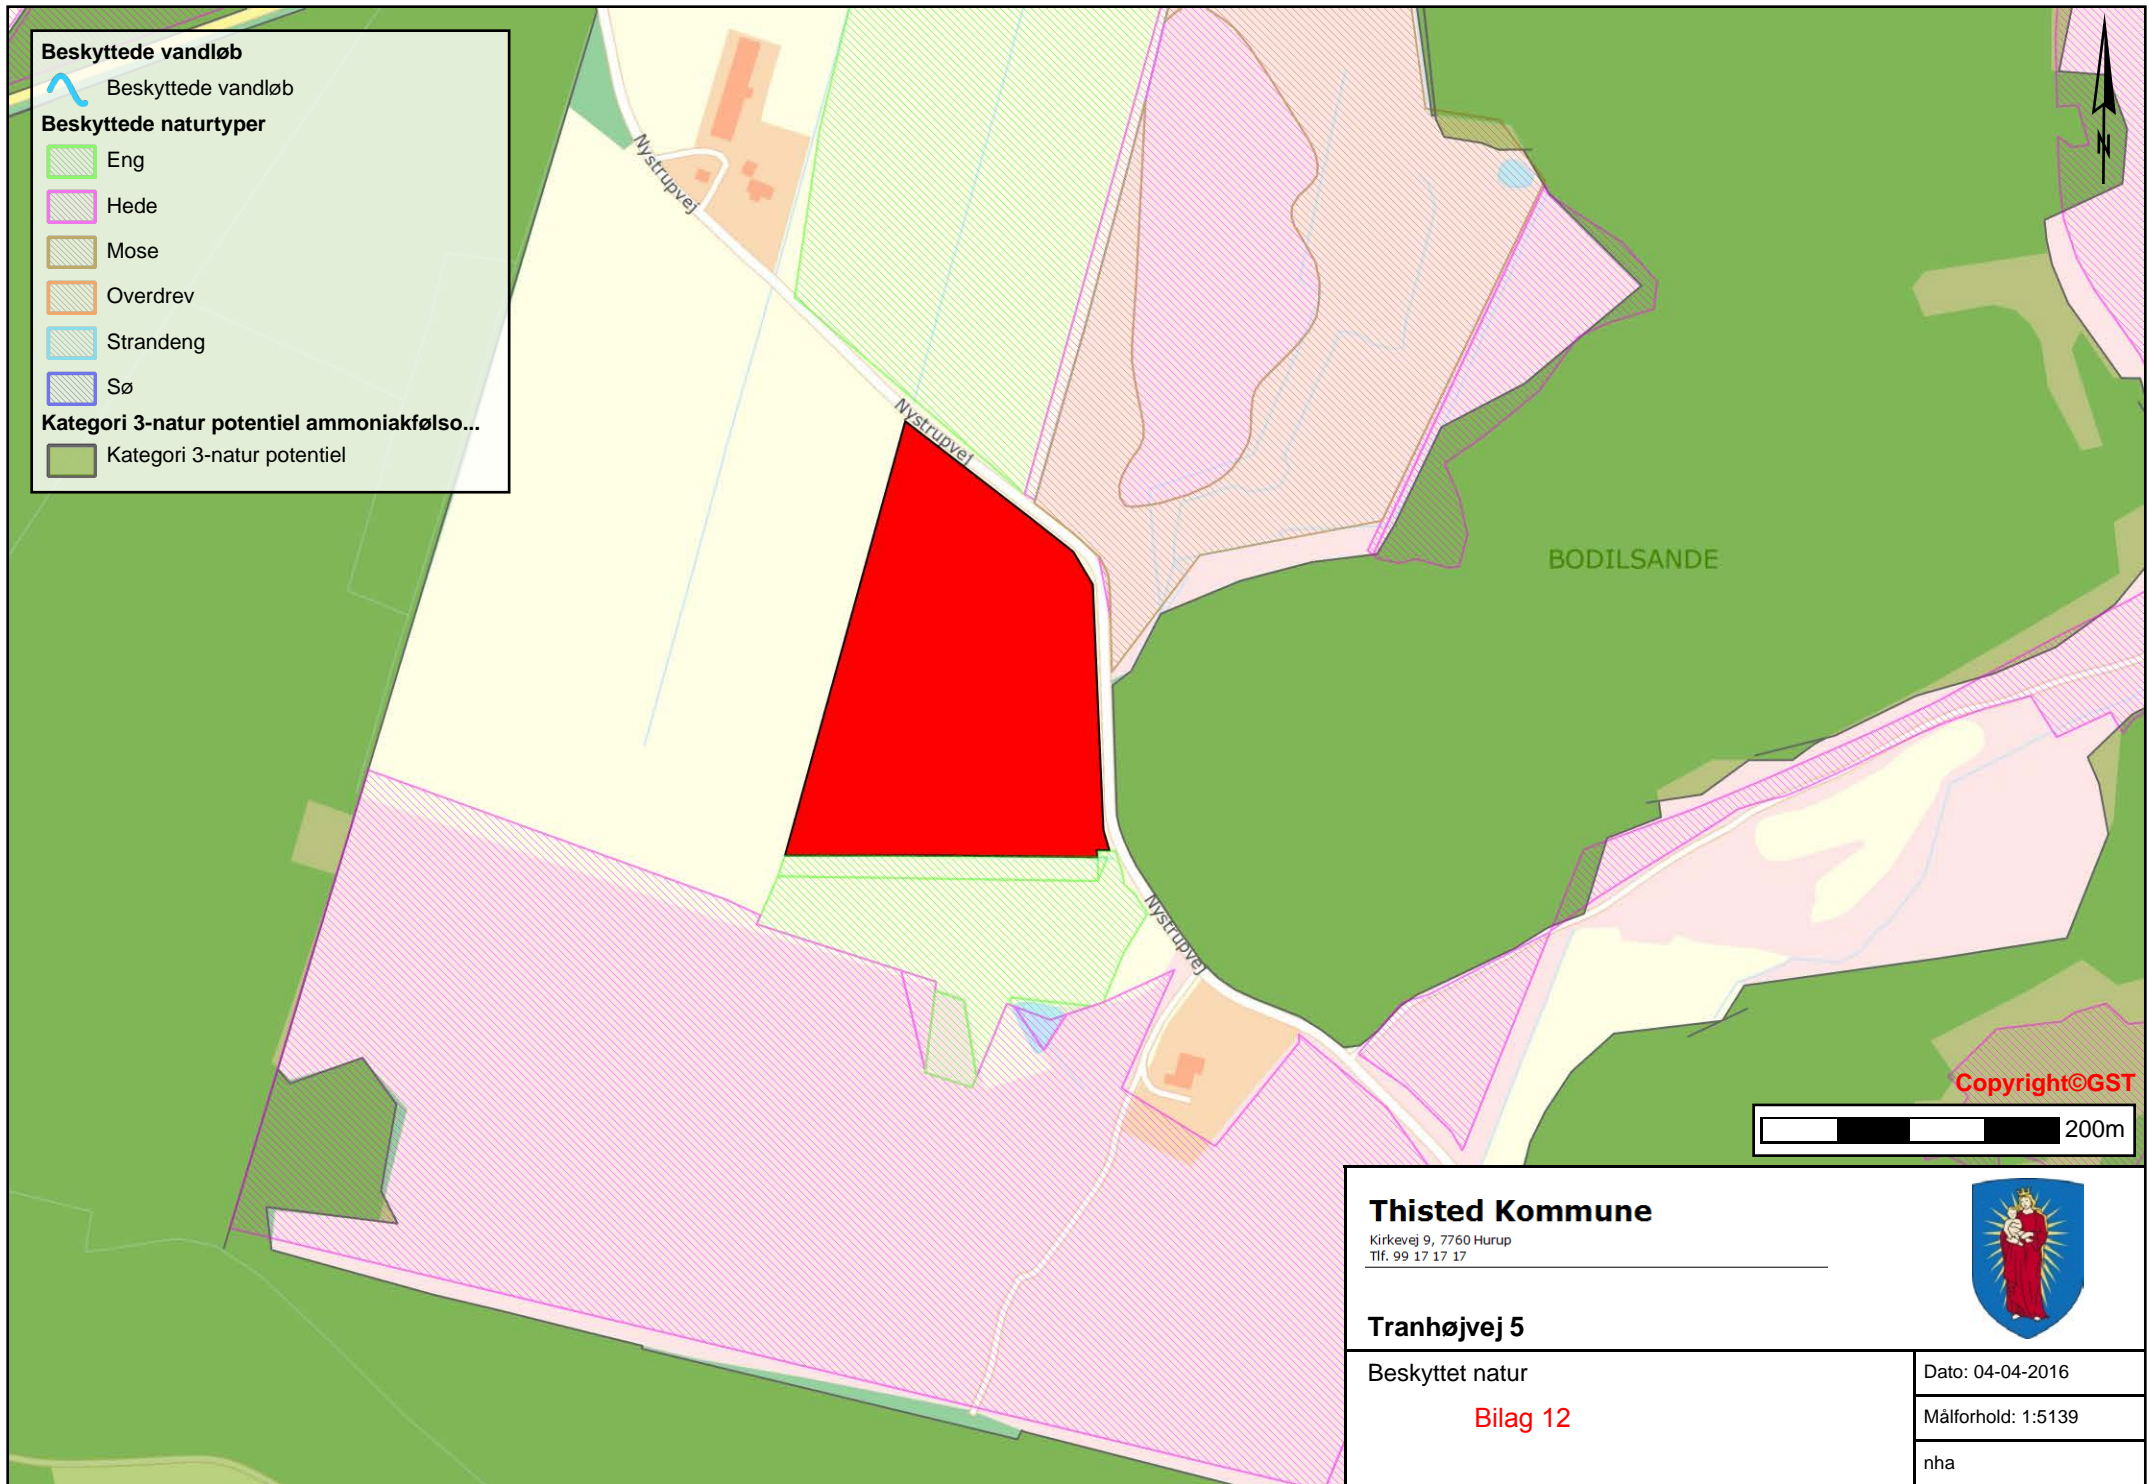 Beskyttede vandløb
Beskyttede vandløb
Beskyttede naturtyper
Eng
Hede
Mose
Overdrev
Strandeng
Sø
Kategori 3-natur potentiel ammoniakfølso...
Kategori 3-natur potentiel
N
Nystrupvej
Nystrupvej
BODILSANDE
Nystrupvej
Copyright©GST
200m
Thisted Kommune
Kirkevej 9, 7760 Hurup
Tlf. 99 17 17 17
Tranhøjvej 5
Beskyttet natur
Bilag 12
Dato: 04-04-2016
Målforhold: 1:5139
nha